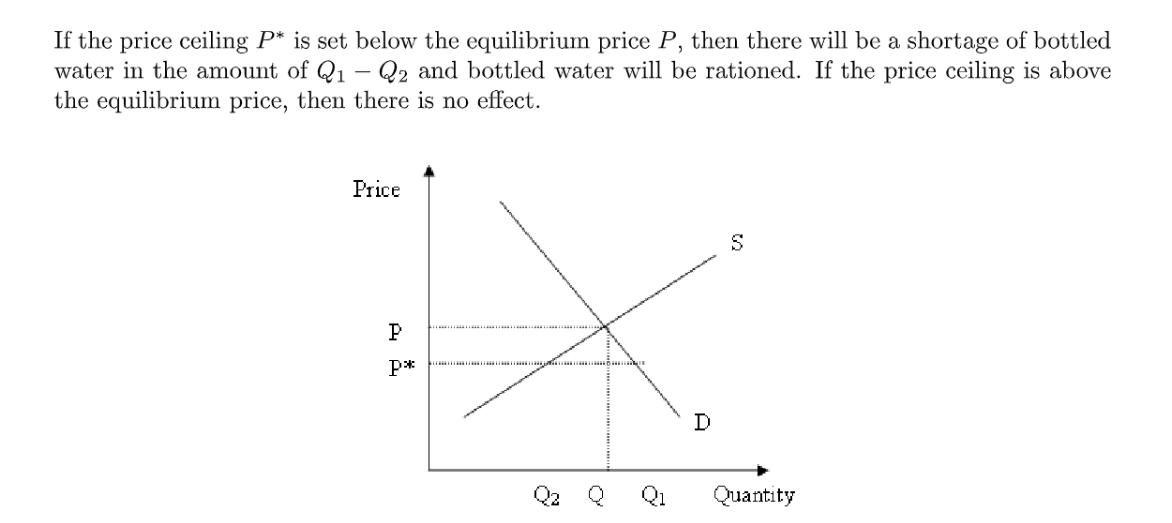 If the price ceiling P* is set below the equilibrium price P, then there will be a shortage of bottled
water in the amount of Q₁ − Q₂ and bottled water will be rationed. If the price ceiling is above
the equilibrium price, then there is no effect.
Price
S
P
P*
D
Q2 Q Q1 Quantity